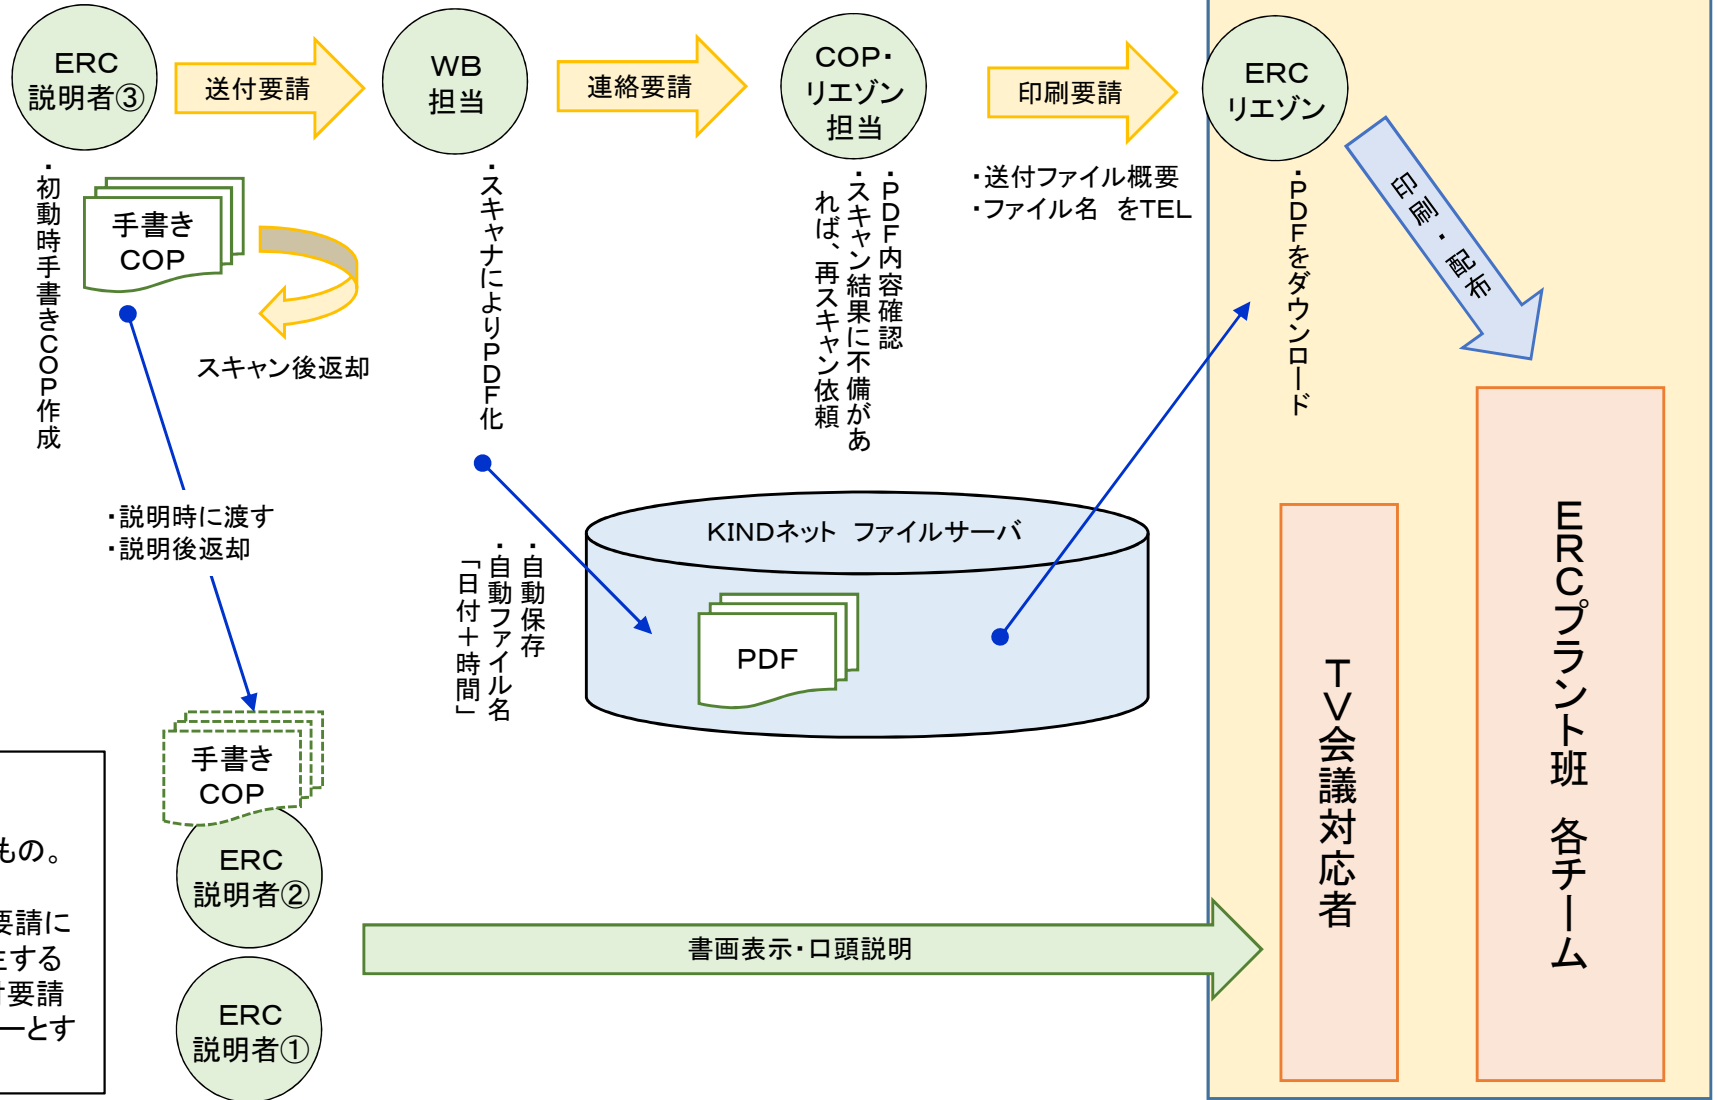 ERC
説明者③
送付要請
WB
担当
連絡要請
COP・
リエゾン
担当
印刷要請
ERC
リエゾン
・初動時手書きCOP作成
手書き
COP
スキャン後返却
・スキャナによりPDF化
・PDF内容確認
・スキャン結果に不備があ
れば、再スキャン依頼
・送付ファイル概要
・ファイル名 をTEL
・PDFをダウンロード
印刷・配布
・説明時に渡す
・説明後返却
・自動保存
・自動ファイル名
「日付＋時間」
KINDネット ファイルサーバ
PDF
手書き
COP
ERC
説明者②
ERC
説明者①
書画表示・口頭説明
TV会議対応者
ERCプラント班 各チーム
もの。
要請に
生する
付要請
ーとす